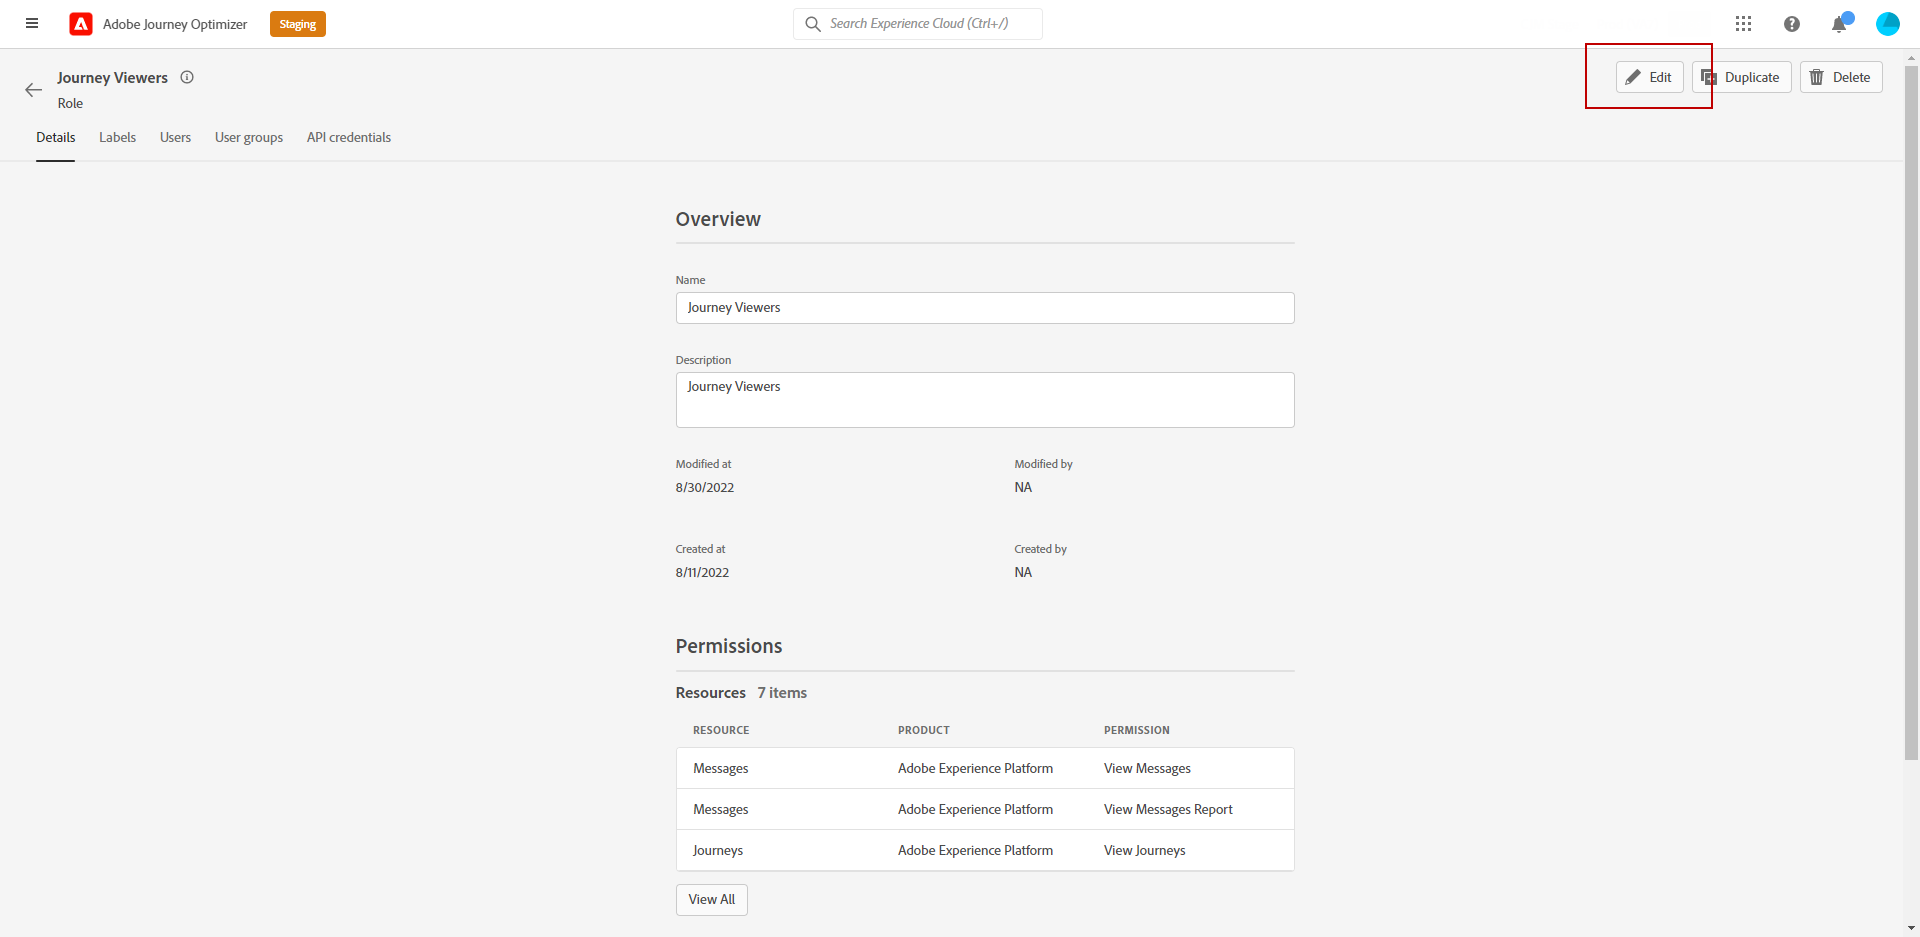 Adobe Journey Optimizer
Staging
Search Experience Cloud (Ctrl+/)
Journey Viewers
Role
Edit
Duplicate
Delete
Details
Labels
Users
User groups
API credentials
Overview
Name
Journey Viewers
Description
Journey Viewers
Modified at
Modified by
8/30/2022
NA
Created at
Created by
8/11/2022
NA
Permissions
Resources 7 items
RESOURCE PRODUCT PERMISSION
Messages Adobe Experience Platform View Messages
Messages Adobe Experience Platform View Messages Report
Journeys Adobe Experience Platform View Journeys
View All